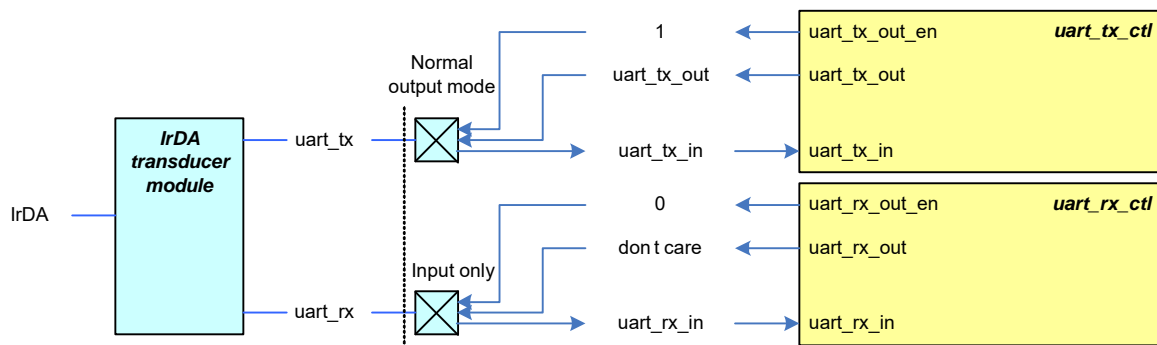 1
uart_tx_out_en
uart_tx_ctl
Normal
output mode
uart_tx_out
uart_tx_out
IrDA
transducer
module
uart_tx
uart_tx_in
uart_tx_in
IrDA
0
uart_rx_out_en
uart_rx_ctl
don t care
uart_rx_out
Input only
uart_rx
uart_rx_in
uart_rx_in